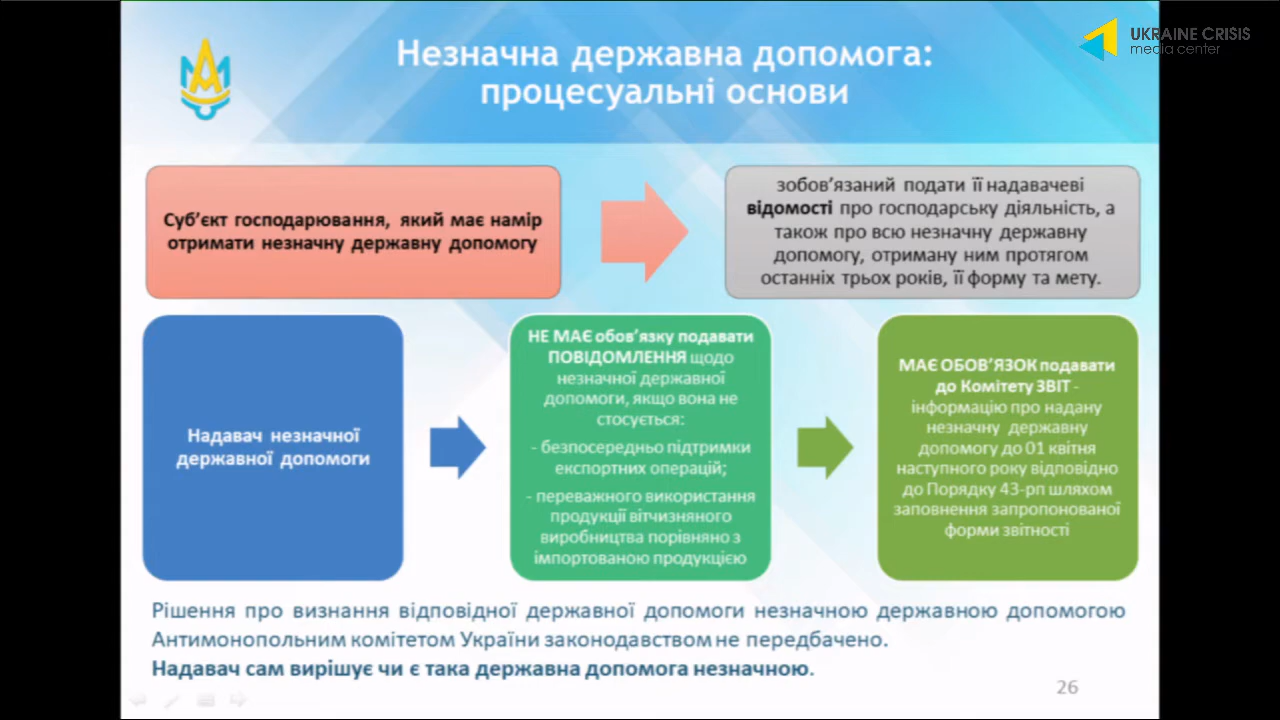 UKRAINE CRISIS
media center
Незначна державна допомога:
процесуальні основи
Суб’єкт господарювання, який має намір
отримати незначну державну допомогу
зобов’язаний подати її надавачеві
відомості про господарську діяльність, а
також про всю незначну державну
допомогу, отриману ним протягом
останніх трьох років, її форму та мету.
Надавач незначної
державної допомоги
НЕ МАЄ обов’язку подавати
ПОВІДОМЛЕННЯ щодо
незначної державної
допомоги, якщо вона не
стосується:
- безпосередньо підтримки
експортних операцій;
- переважного використання
продукції вітчизняного
виробництва порівняно з
імпортованою продукцією
МАЄ ОБОВ’ЯЗОК подавати
до Комітету ЗВІТ -
інформацію про надану
незначну державну
допомогу до 01 квітня
наступного року відповідно
до Порядку 43-рп шляхом
заповнення запропонованої
форми звітності
Рішення про визнання відповідної державної допомоги незначною державною допомогою
Антимонопольним комітетом України законодавством не передбачено.
Надавач сам вирішує чи є така державна допомога незначною.
26